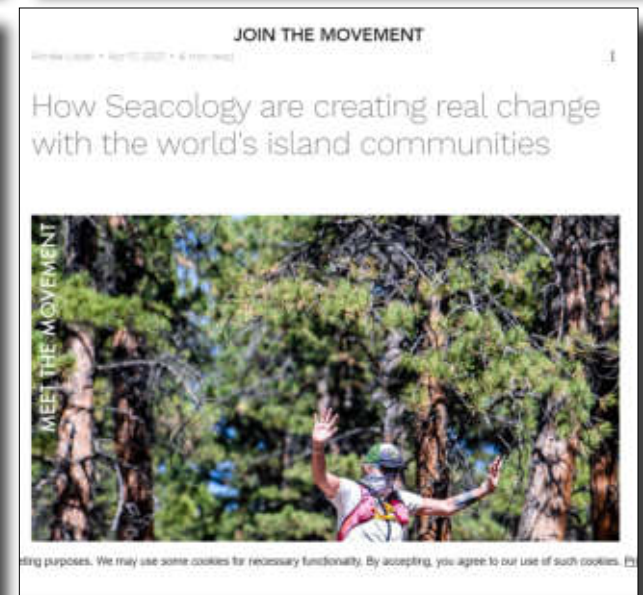 JOIN THE MOVEMENT
How Seacology are creating real change
with the world's island communities
MEET THE MOVEMENT
eting purposes. We may use some cookies for necessary functionality. By accepting, you agree to our use of such cookies.